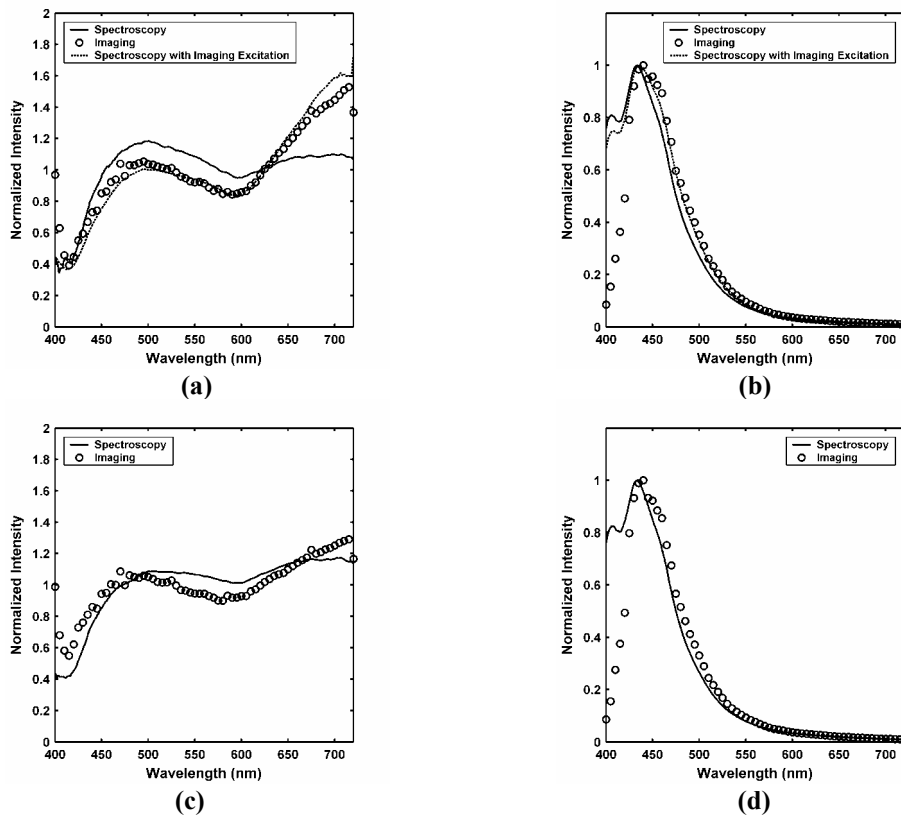 2
1.8
1.6
1.4
1.2
1
0.8
0.6
0.4
0.2
0
Normalized Intensity
Spectroscopy
Imaging
Spectroscopy with Imaging Excitation
400 450 500 550 600 650 700
Wavelength (nm)
(a)
1
0.8
0.6
0.4
0.2
0
Normalized Intensity
Spectroscopy
Imaging
Spectroscopy with Imaging Excitation
400 450 500 550 600 650 700
Wavelength (nm)
(b)
2
1.8
1.6
1.4
1.2
1
0.8
0.6
0.4
0.2
0
Normalized Intensity
Spectroscopy
Imaging
400 450 500 550 600 650 700
Wavelength (nm)
(c)
1
0.8
0.6
0.4
0.2
0
Normalized Intensity
Spectroscopy
Imaging
400 450 500 550 600 650 700
Wavelength (nm)
(d)